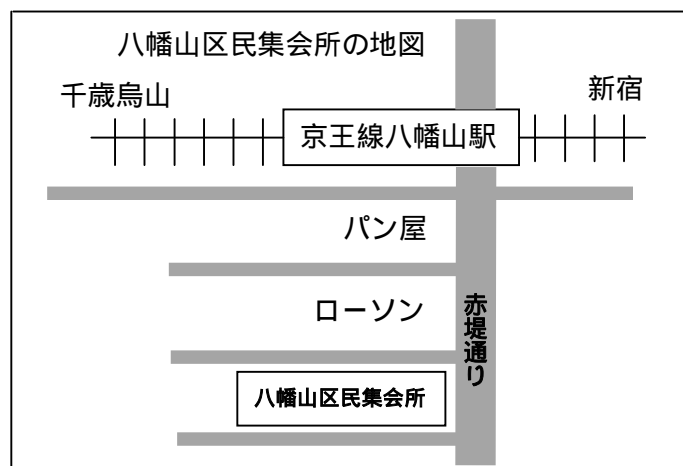 八幡山区民集会所の地図
千歳烏山
新宿
京王線八幡山駅
パン屋
ローソン
赤堤通り
八幡山区民集会所